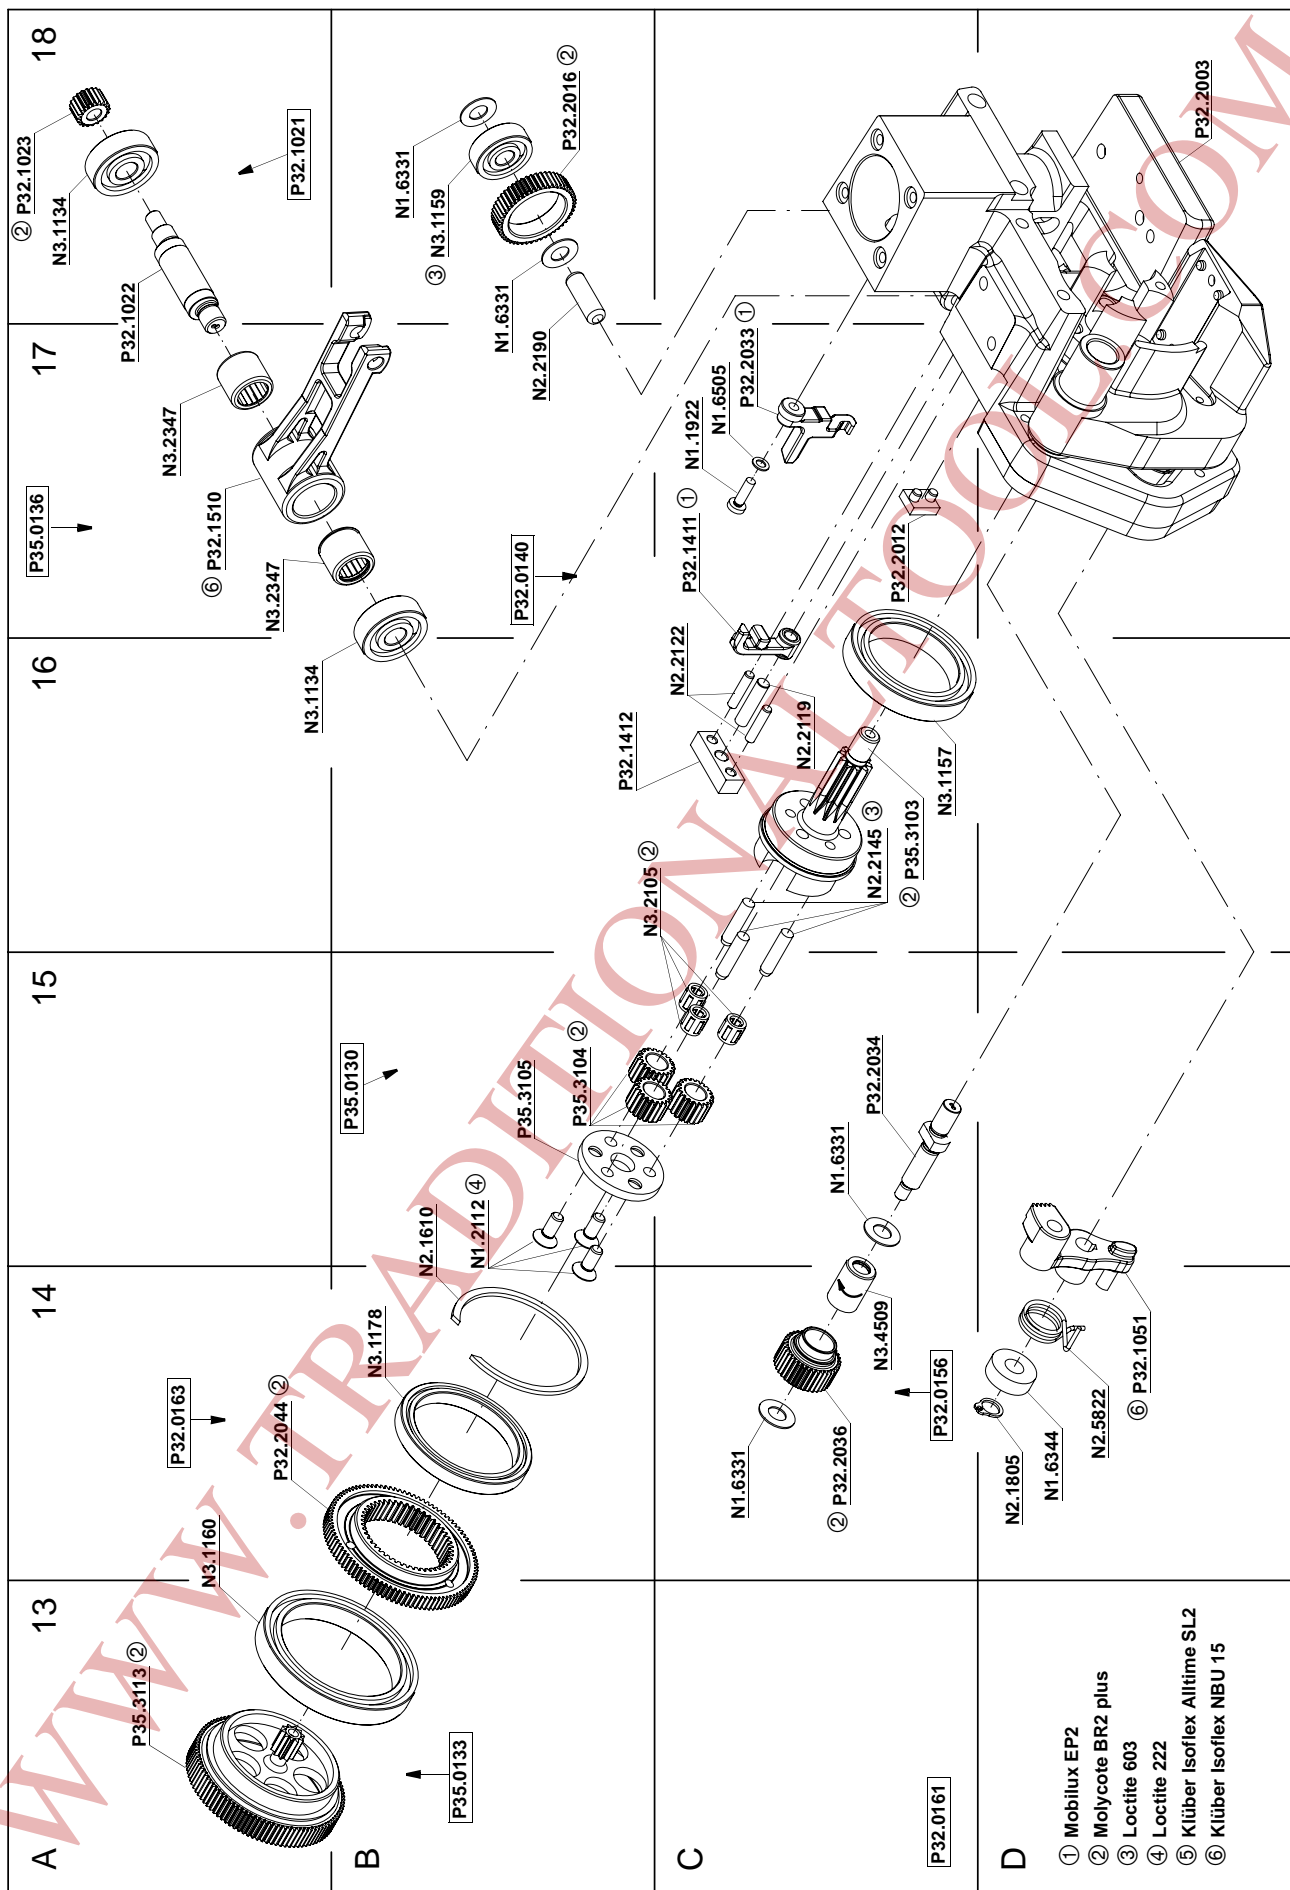 A
B
C
D
13
14
15
16
17
18
P35.3113 ②
N3.1160
P35.0133
P32.0163
P32.2044 ②
N3.1178
N2.1610
N1.2112 ④
P35.3105
P35.3104 ②
P35.0130
N3.2105 ②
N2.2145 ③
② P35.3103
N3.1157
P32.1412
N2.2122
N2.2119
P32.1411 ①
N1.1922
N1.6505
P32.2033 ①
P32.2012
P32.2003
P35.0136
N3.1134
N3.2347
⑥ P32.1510
N3.2347
P32.1022
N3.1134
② P32.1023
P32.1021
P32.0140
N2.2190
N1.6331
③ N3.1159
N1.6331
P32.2016 ②
N1.6331
② P32.2036
P32.0156
N3.4509
N1.6331
P32.2034
N2.1805
N1.6344
N2.5822
⑥ P32.1051
P32.0161
① Mobilux EP2
② Molycote BR2 plus
③ Loctite 603
④ Loctite 222
⑤ Klüber Isoflex Alltime SL2
⑥ Klüber Isoflex NBU 15
WWW.TRADITIONALTOOL.COM